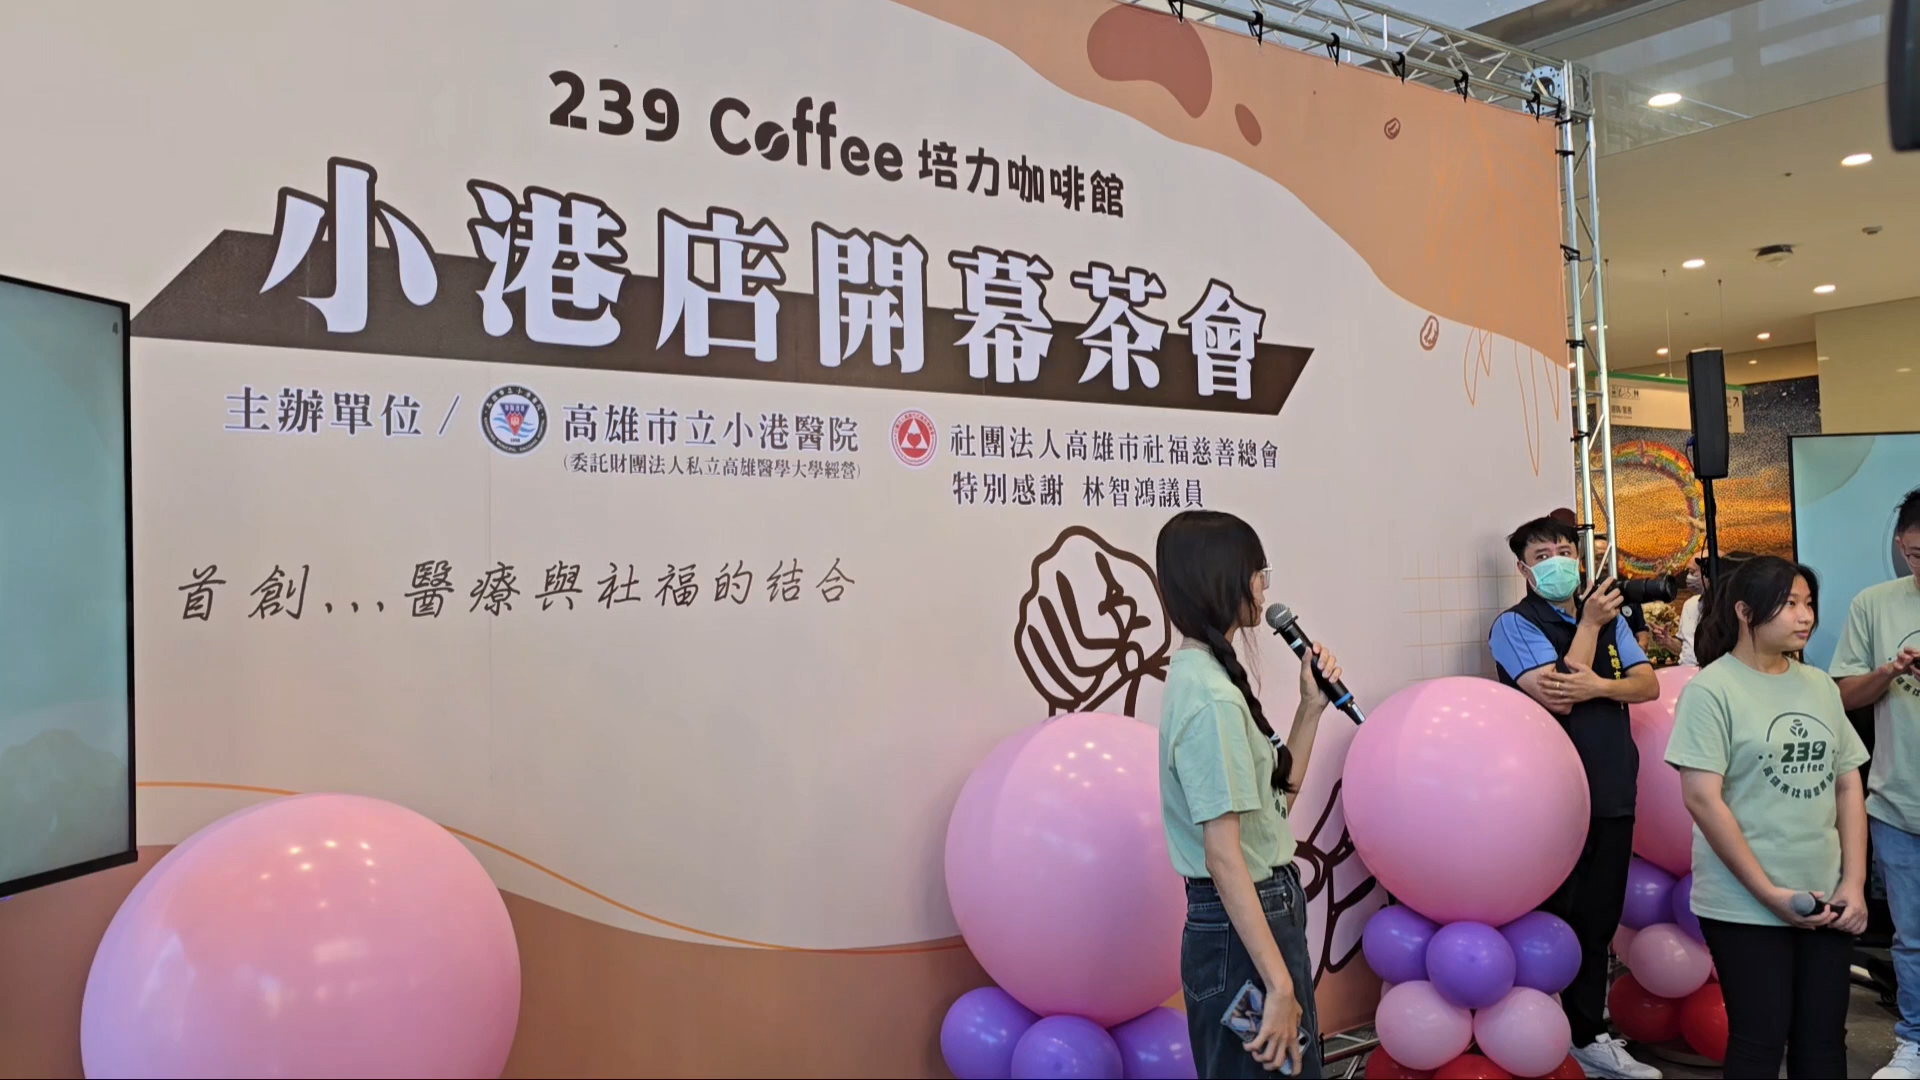 239 Coffee 培力咖啡館
小港店開幕茶會
主辦單位 / 高雄市立小港醫院
(委託財團法人私立高雄醫學大學經營)
社團法人高雄市社福慈善總會
特別感謝 林智鴻議員
首創...醫療與社福的结合
239
Coffee